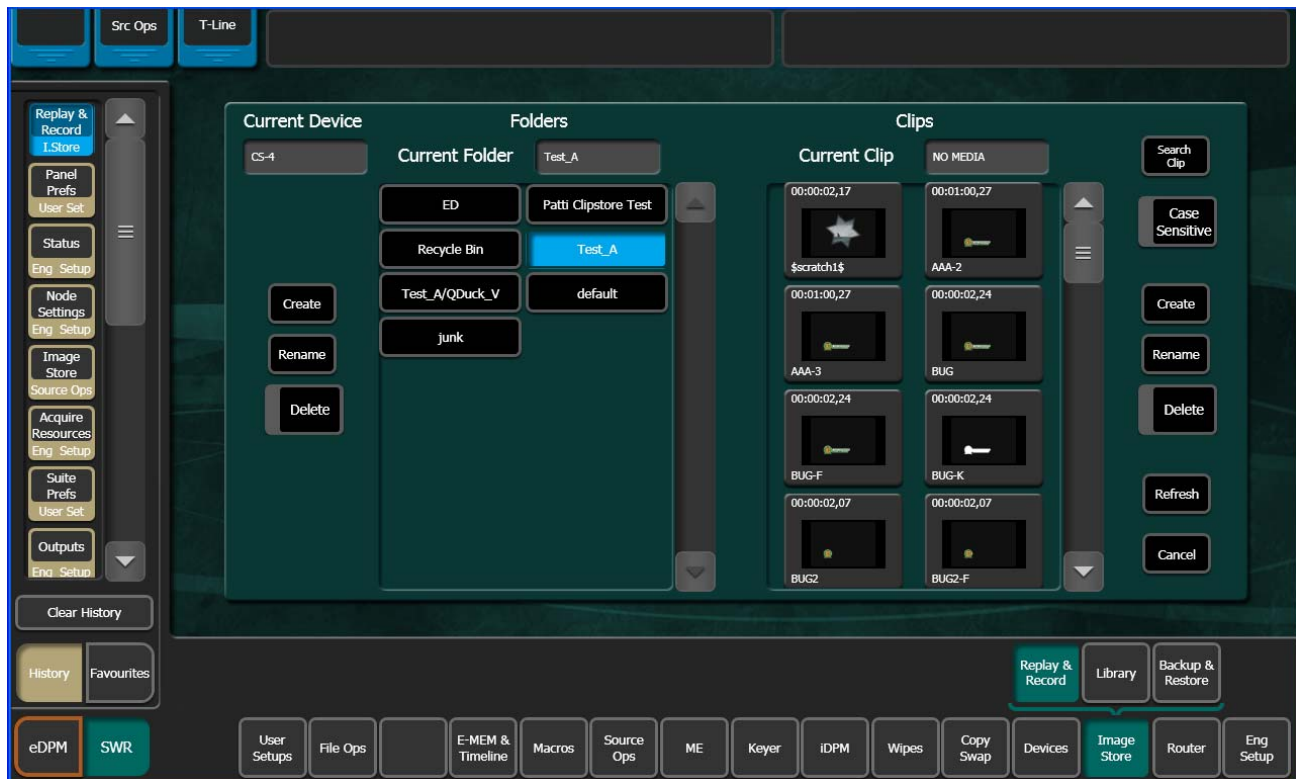 Src Ops
T-Line
Replay &
Record
I.Store
Panel
Prefs
User Set
Status
Eng Setup
Node
Settings
Eng Setup
Image
Store
Source Ops
Acquire
Resources
Eng Setup
Suite
Prefs
User Set
Outputs
Eng Setup
Clear History
History
Favourites
eDPM
SWR
Current Device
CS-4
Create
Rename
Delete
Folders
Current Folder
Test_A
ED
Patti Clipstore Test
Recycle Bin
Test_A
Test_A/QDuck_V
default
junk
Clips
Current Clip
NO MEDIA
00:00:02,17
$scratch1$
00:01:00,27
AAA-2
00:01:00,27
AAA-3
00:00:02,24
BUG
00:00:02,24
BUG-F
00:00:02,24
BUG-K
00:00:02,07
BUG2
00:00:02,07
BUG2-F
Search
Clip
Case
Sensitive
Create
Rename
Delete
Refresh
Cancel
Replay &
Record
Library
Backup &
Restore
User
Setups
File Ops
E-MEM &
Timeline
Macros
Source
Ops
ME
Keyer
iDPM
Wipes
Copy
Swap
Devices
Image
Store
Router
Eng
Setup